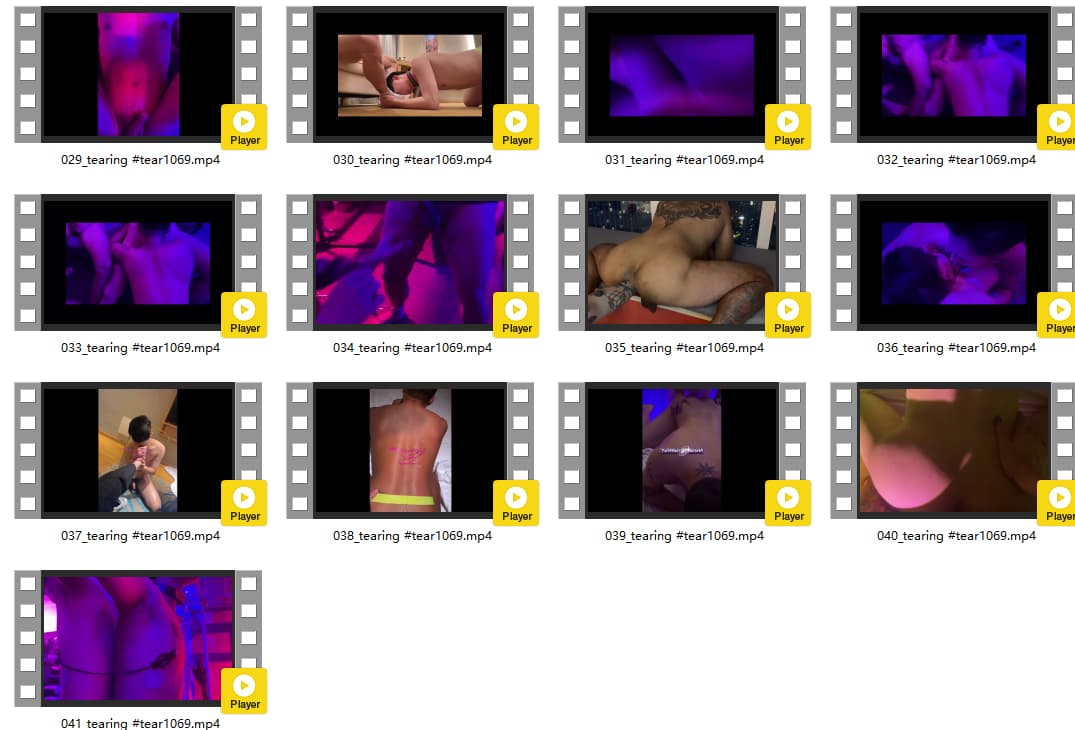 Player
Player
Player
Player
029_tearing #tear1069.mp4
030_tearing #tear1069.mp4
031_tearing #tear1069.mp4
032_tearing #tear1069.mp4
Player
Player
Player
Player
033_tearing #tear1069.mp4
034_tearing #tear1069.mp4
035_tearing #tear1069.mp4
036_tearing #tear1069.mp4
Player
Player
Player
Player
037_tearing #tear1069.mp4
038_tearing #tear1069.mp4
039_tearing #tear1069.mp4
040_tearing #tear1069.mp4
Player
041_tearing #tear1069.mp4